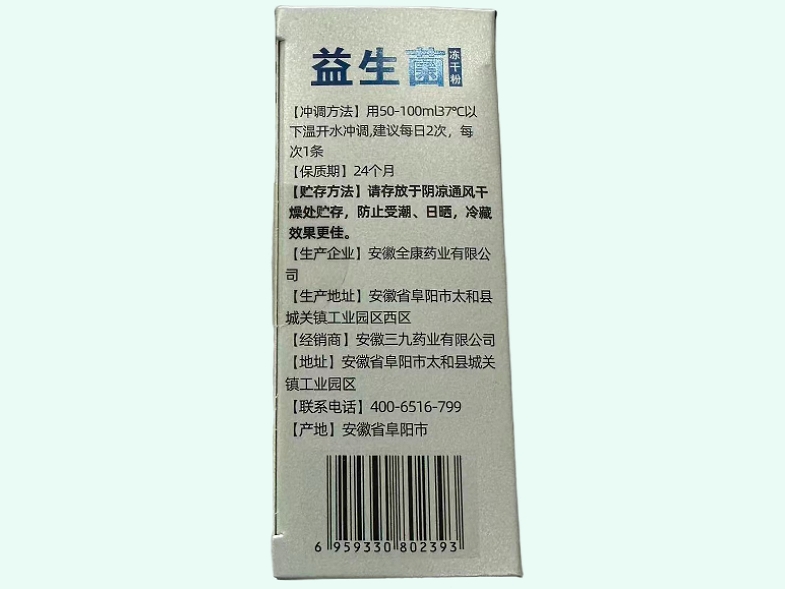 益生菌 冻干粉
【冲调方法】用50-100ml37℃以
下温开水冲调,建议每日2次，每
次1条
【保质期】24个月
【贮存方法】请存放于阴凉通风干
燥处贮存，防止受潮、日晒，冷藏
效果更佳。
【生产企业】安徽全康药业有限公
司
【生产地址】安徽省阜阳市太和县
城关镇工业园区西区
【经销商】安徽三九药业有限公司
【地址】安徽省阜阳市太和县城关
镇工业园区
【联系电话】400-6516-799
【产地】安徽省阜阳市
6 959330 802393